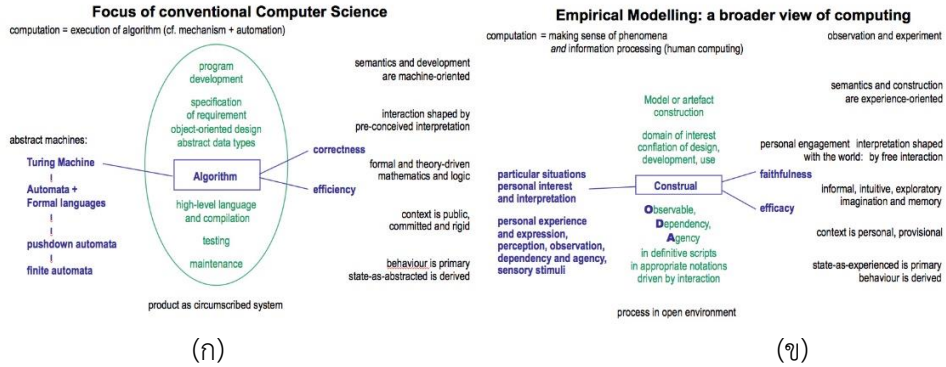 Focus of conventional Computer Science
computation = execution of algorithm (cf. mechanism + automation)
program
development
specification
of requirement
object-oriented design
abstract data types
Algorithm
high-level language
and compilation
testing
maintenance
abstract machines:
Turing Machine
Automata +
Formal languages
pushdown automata
finite automata
correctness
efficiency
semantics and development
are machine-oriented
interaction shaped by
pre-conceived interpretation
formal and theory-driven
mathematics and logic
context is public,
committed and rigid
behaviour is primary
state-as-abstracted is derived
product as circumscribed system
(ก)
Empirical Modelling: a broader view of computing
computation = making sense of phenomena
and information processing (human computing)
observation and experiment
Model or artefact
construction
domain of interest
conflation of design,
development, use
Construal
Observable,
Dependency,
Agency
in definitive scripts
in appropriate notations
driven by interaction
particular situations
personal interest
and interpretation
personal experience
and expression,
perception, observation,
dependency and agency,
sensory stimuli
semantics and construction
are experience-oriented
personal engagement interpretation shaped
with the world: by free interaction
faithfulness
efficacy
informal, intuitive, exploratory
imagination and memory
context is personal, provisional
state-as-experienced is primary
behaviour is derived
process in open environment
(ข)